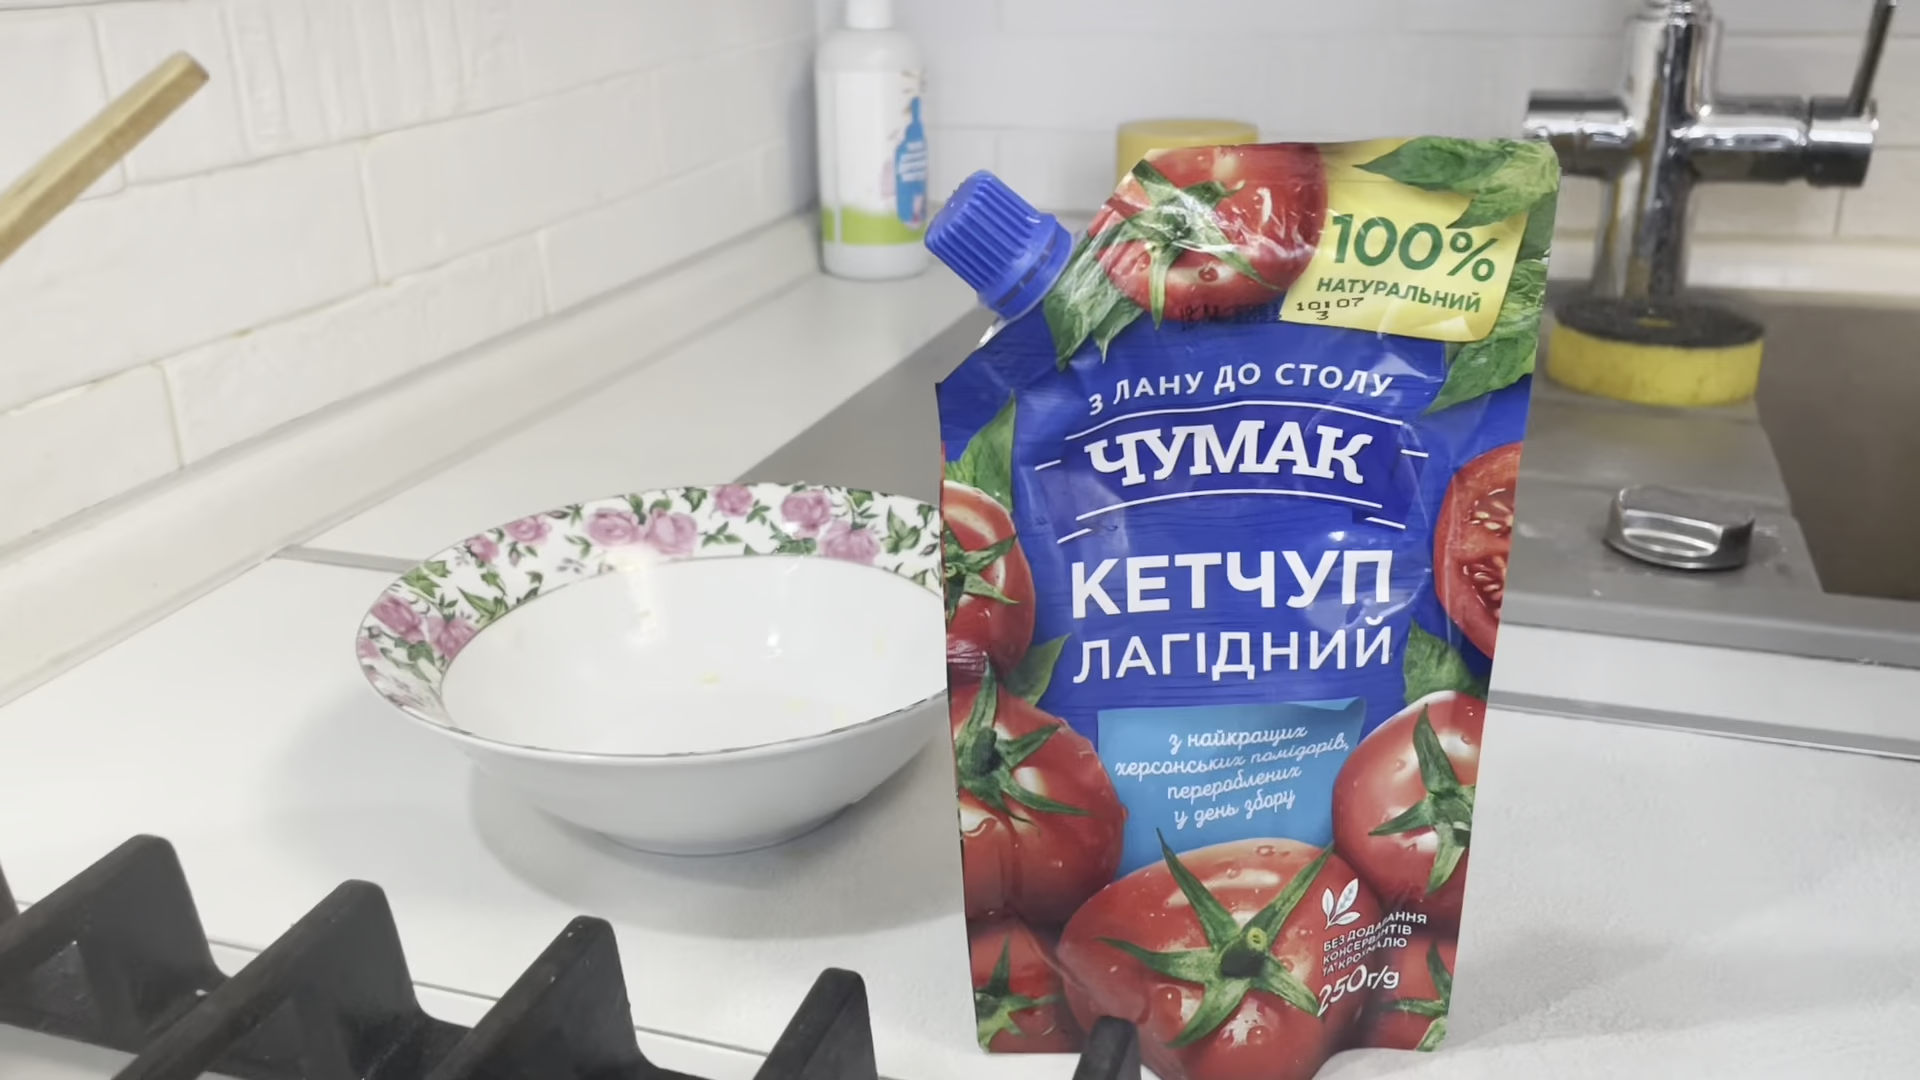 100%
НАТУРАЛЬНИЙ
10:07
3
З ЛАНУ ДО СТОЛУ
ЧУМАК
КЕТЧУП
ЛАГІДНИЙ
з найкращих
херсонських помідорів,
перероблених
у день збору
БЕЗ ДОДАВАННЯ
КОНСЕРВАНТІВ
ТА КРОХМАЛЮ
250г/g